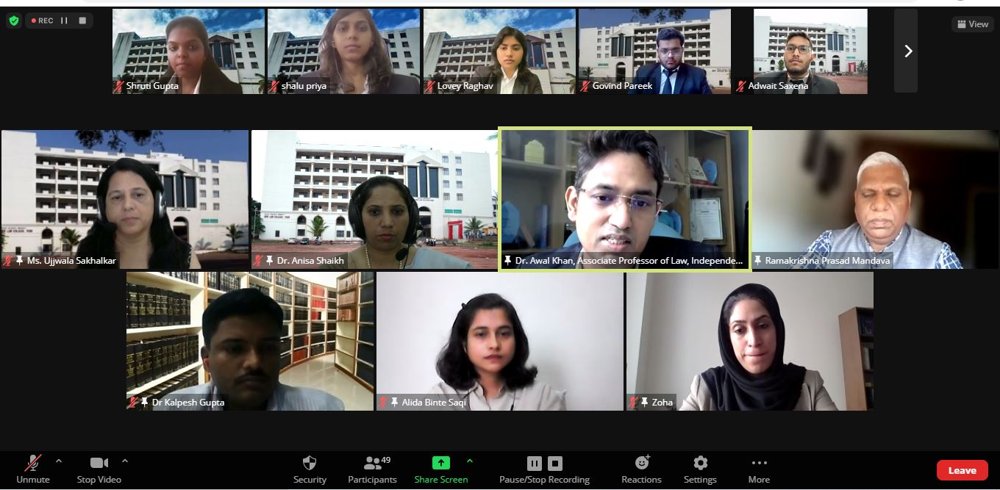 REC
View
Shruti Gupta
shalu priya
Lovey Raghav
Govind Pareek
Adwait Saxena
Ms. Ujjwala Sakhalkar
Dr. Anisa Shaikh
Dr. Awal Khan, Associate Professor of Law, Independe...
Ramakrishna Prasad Mandava
Dr Kalpesh Gupta
Alida Binte Saqi
Zoha
Unmute
Stop Video
Security
49
Participants
Share Screen
Pause/Stop Recording
Reactions
Settings
More
Leave